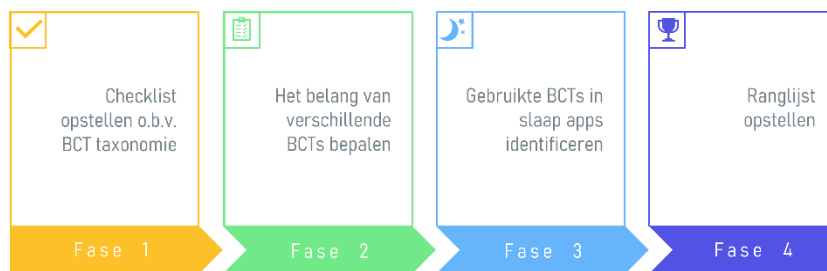 Checklist
opstellen o.b.v.
BCT taxonomie
Fase 1
Het belang van
verschillende
BCTs bepalen
Fase 2
Gebruikte BCTs in
slaap apps
identificeren
Fase 3
Ranglijst
opstellen
Fase 4